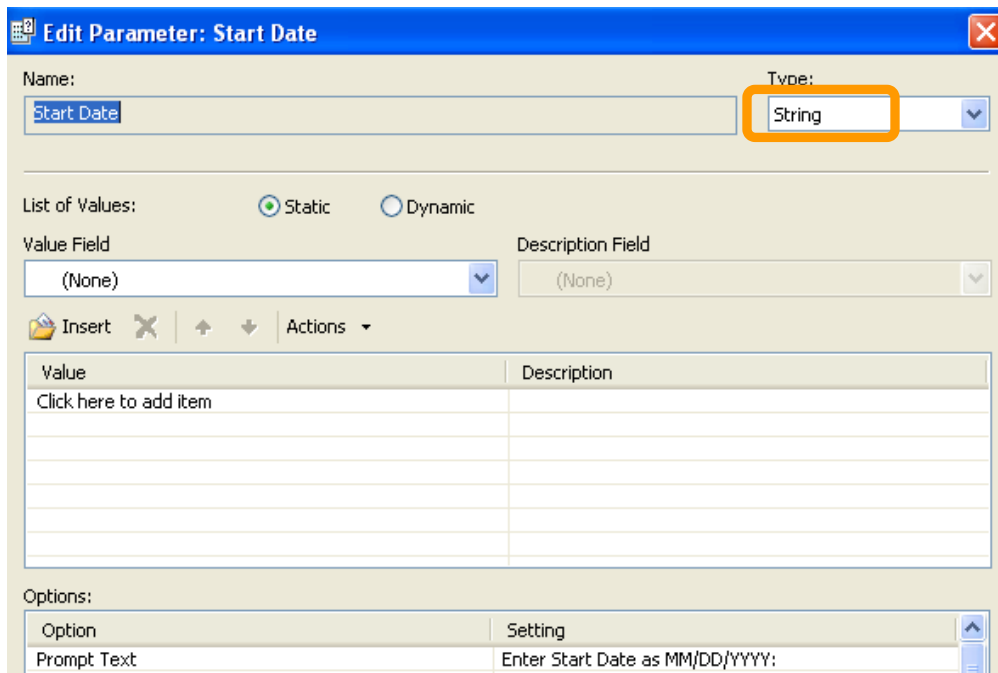 Edit Parameter: Start Date
Name:
Type:
Start Date
String
List of Values:
Static
Dynamic
Value Field
Description Field
(None)
(None)
Insert
Actions
Value
Description
Click here to add item
Options:
Option
Setting
Prompt Text
Enter Start Date as MM/DD/YYYY: